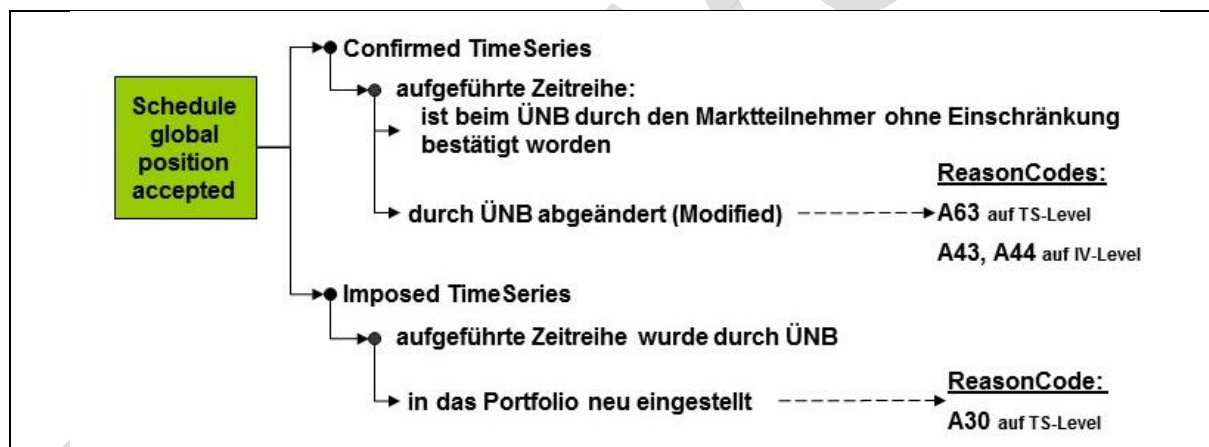 Schedule
global
position
accepted
Confirmed TimeSeries
aufgeführte Zeitreihe:
ist beim ÜNB durch den Marktteilnehmer ohne Einschränkung
bestätigt worden
durch ÜNB abgeändert (Modified)
ReasonCodes:
A63 auf TS-Level
A43, A44 auf IV-Level
Imposed TimeSeries
aufgeführte Zeitreihe wurde durch ÜNB
in das Portfolio neu eingestellt
ReasonCode:
A30 auf TS-Level